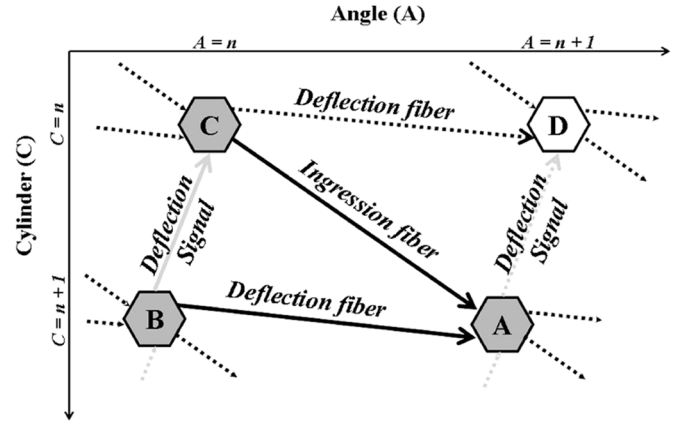 Angle (A)
A = n
A = n + 1
Cylinder (C)
C = n
C = n + 1
C
Deflection fiber
D
Ingression fiber
Deflection
Signal
Deflection
Signal
B
Deflection fiber
A